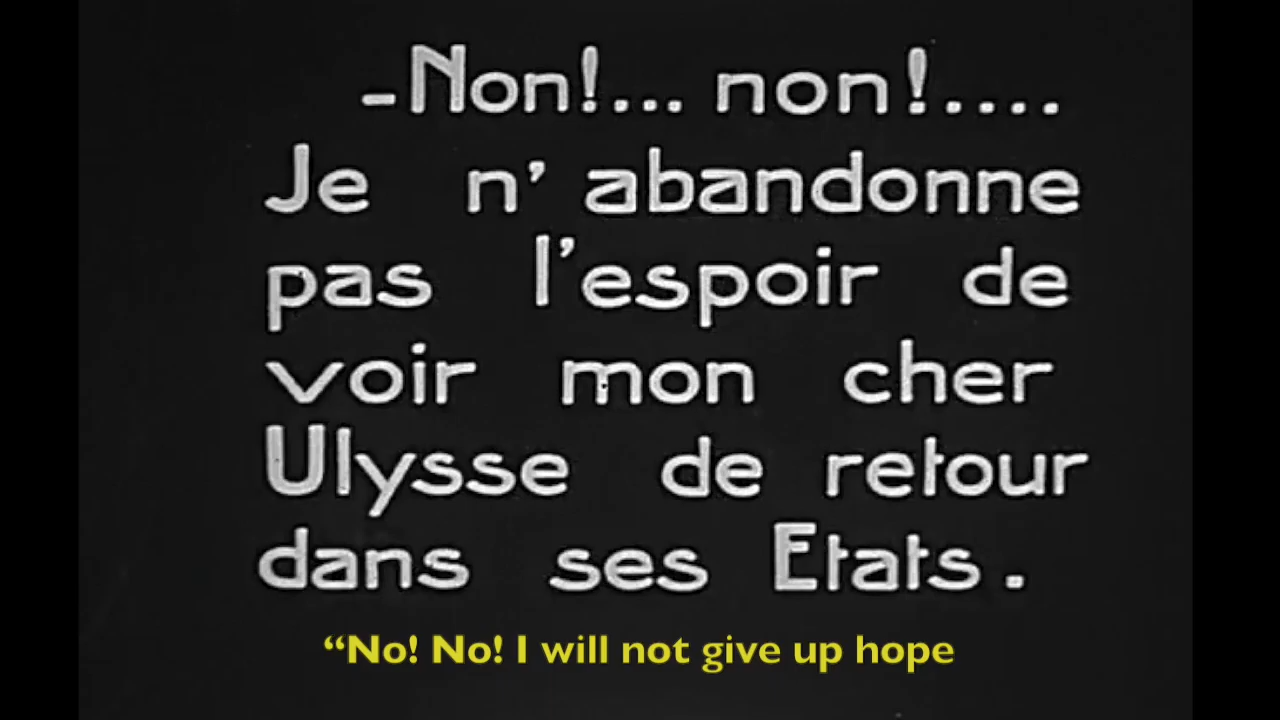 -Non!... non!....
Je n'abandonne
pas l'espoir de
voir mon cher
Ulysse de retour
dans ses Etats.
“No! No! I will not give up hope